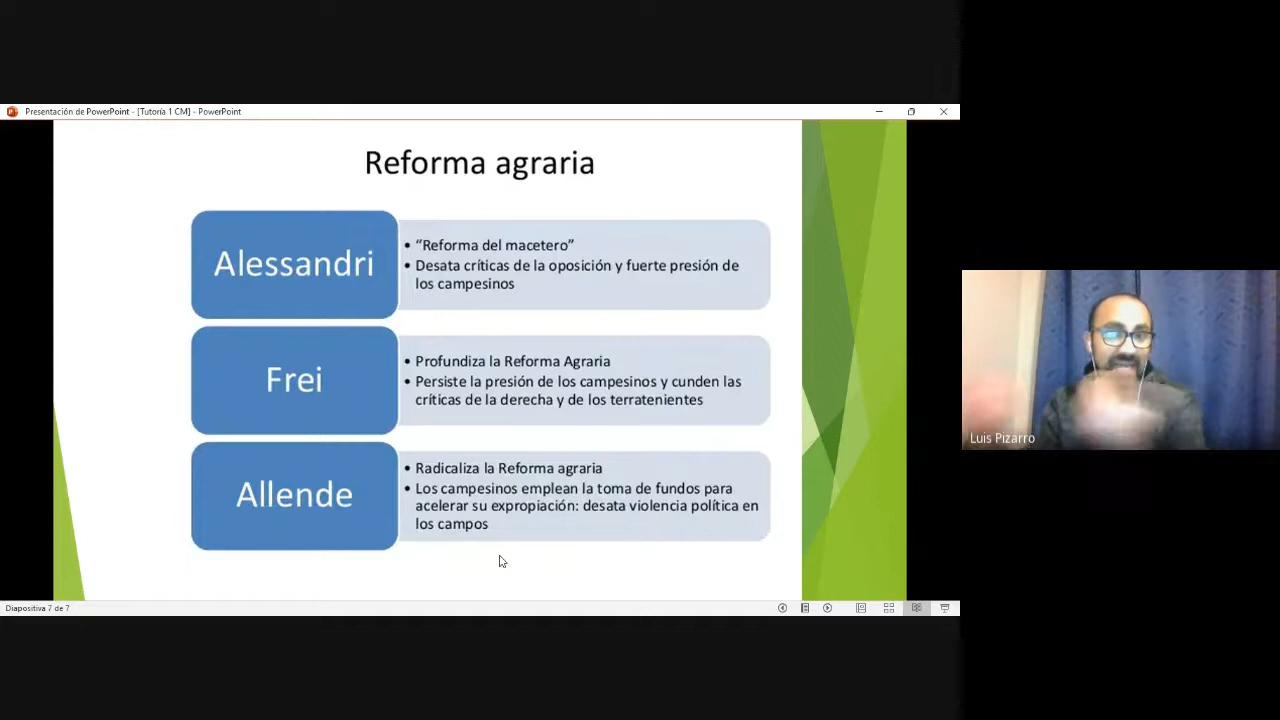 Presentación de PowerPoint - [Tutoría 1 CM] - PowerPoint
Reforma agraria
Alessandri
• “Reforma del macetero”
• Desata críticas de la oposición y fuerte presión de
los campesinos
Frei
• Profundiza la Reforma Agraria
• Persiste la presión de los campesinos y cunden las
críticas de la derecha y de los terratenientes
Allende
• Radicaliza la Reforma agraria
• Los campesinos emplean la toma de fundos para
acelerar su expropiación: desata violencia política en
los campos
Diapositiva 7 de 7
Luis Pizarro